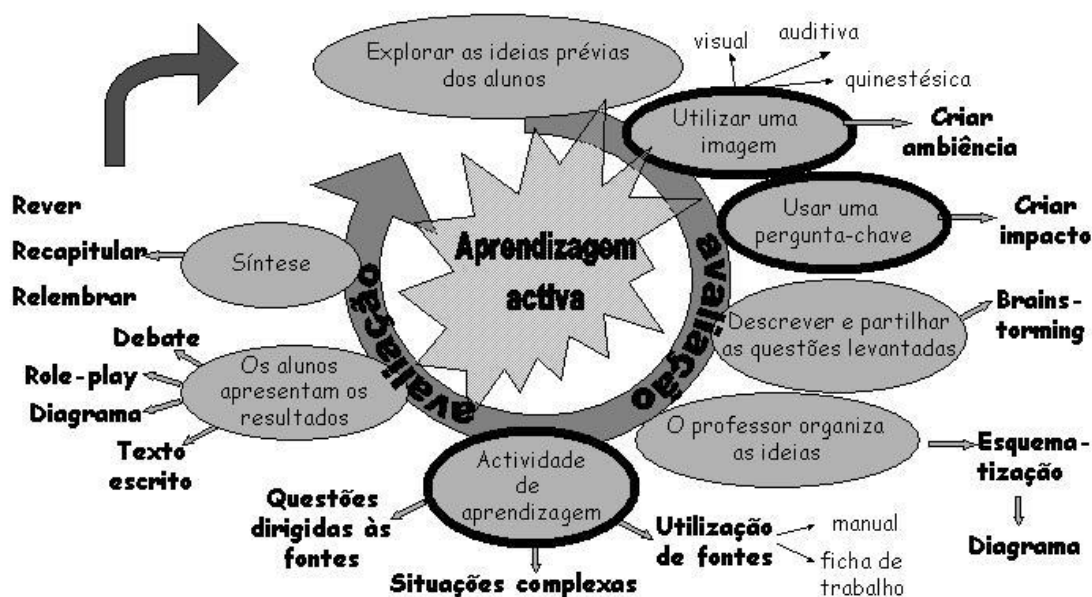 Explorar as ideias prévias
dos alunos
visual
auditiva
quinestésica
Utilizar uma
imagem
Criar
ambiência
Usar uma
pergunta-chave
Criar
impacto
Descrever e partilhar
as questões levantadas
Brains-
torming
O professor organiza
as ideias
Esquema-
tização
Diagrama
Actividade
de
aprendizagem
Questões
dirigidas às
fontes
Situações complexas
Utilização
de fontes
manual
ficha de
trabalho
Os alunos
apresentam os
resultados
Debate
Role-play
Diagrama
Texto
escrito
Síntese
Rever
Recapitular
Relembrar
Aprendizagem
activa
avaliação
avaliação